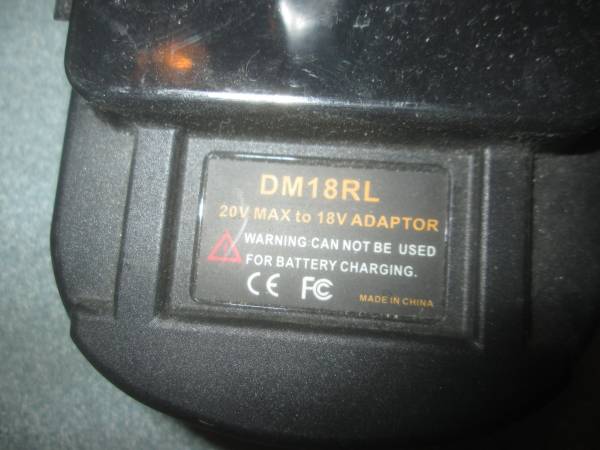 DM18RL
20V MAX to 18V ADAPTOR
WARNING:CAN NOT BE USED
FOR BATTERY CHARGING.
CE FC
MADE IN CHINA